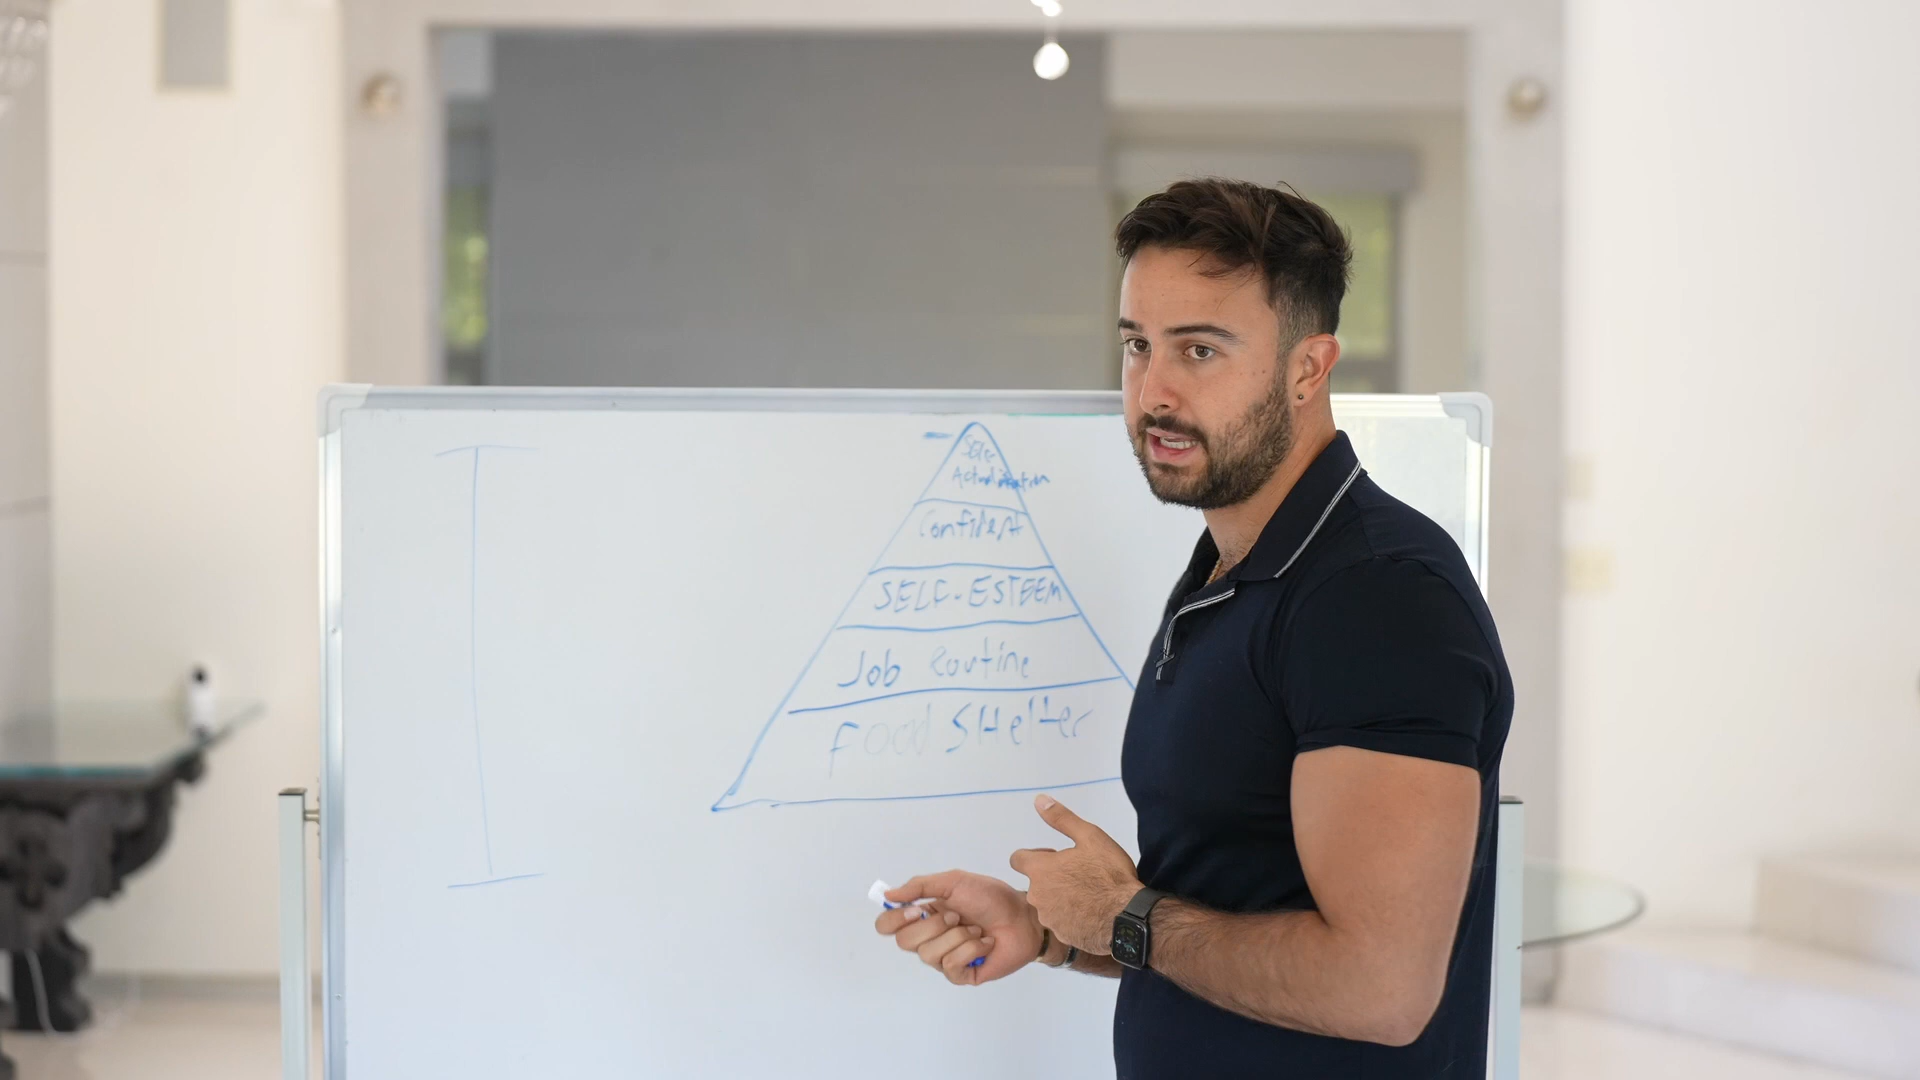 Self-
Actualization
Confident
SELF-ESTEEM
Job Routine
Food SHelter